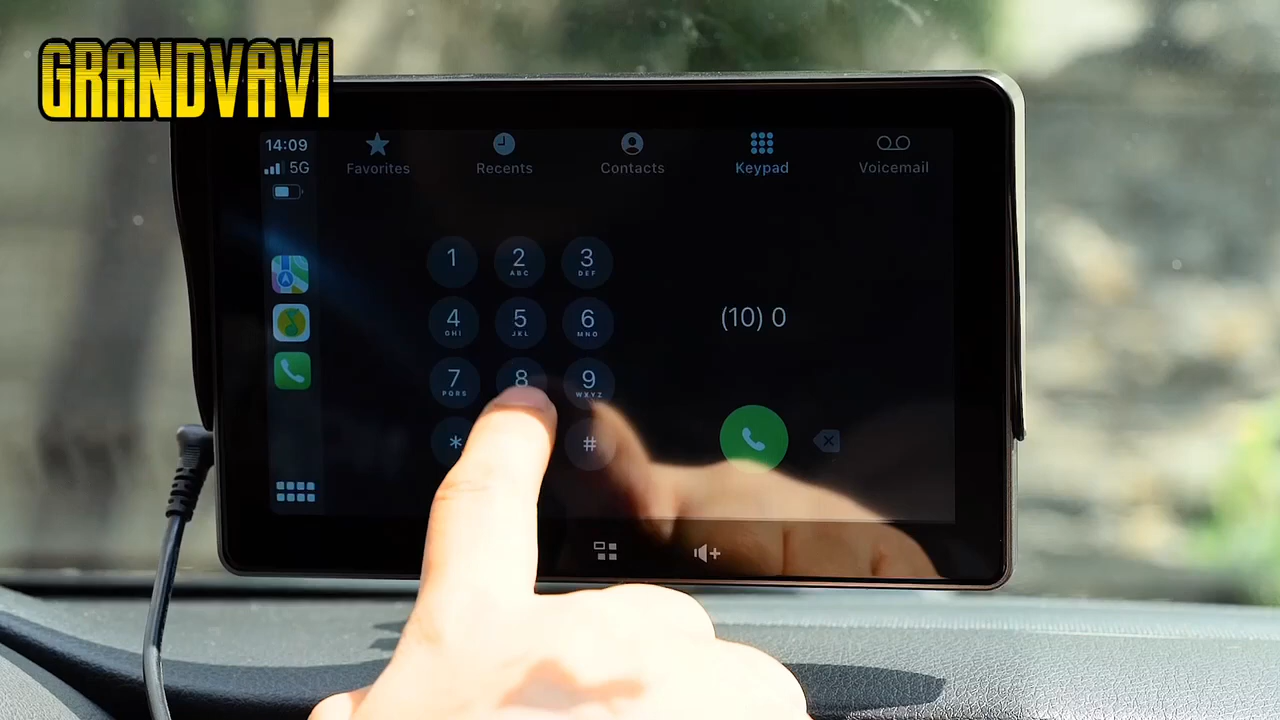 GRANDVAVI
14:09
5G
Favorites
Recents
Contacts
Keypad
Voicemail
1
2
ABC
3
DEF
4
GHI
5
JKL
6
MNO
(10) 0
7
PQRS
8
9
WXYZ
*
#